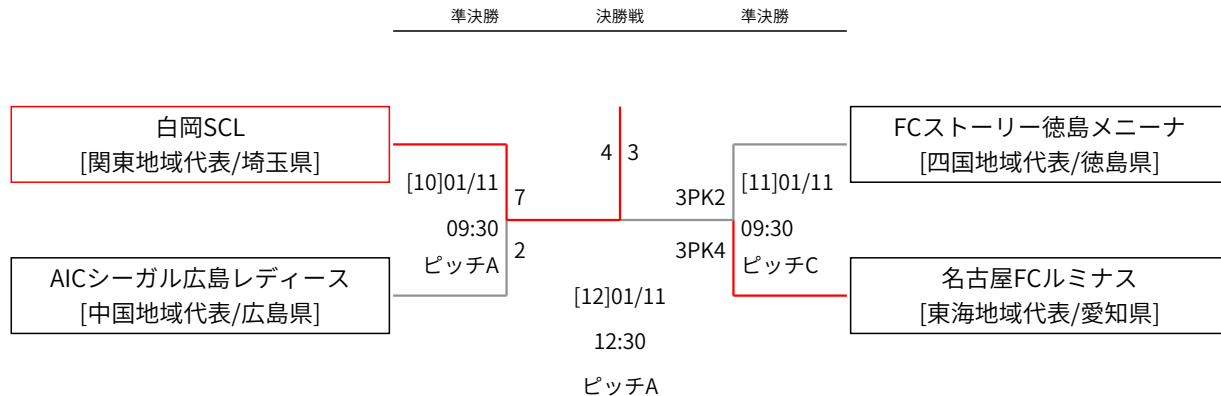 準決勝 決勝戦 準決勝
白岡SCL
[関東地域代表/埼玉県]
AICシーガル広島レディース
[中国地域代表/広島県]
[10]01/11
09:30
ピッチA
7
2
4 3
[12]01/11
12:30
ピッチA
3PK2
3PK4
[11]01/11
09:30
ピッチC
FCストーリー徳島メニーナ
[四国地域代表/徳島県]
名古屋FCルミナス
[東海地域代表/愛知県]